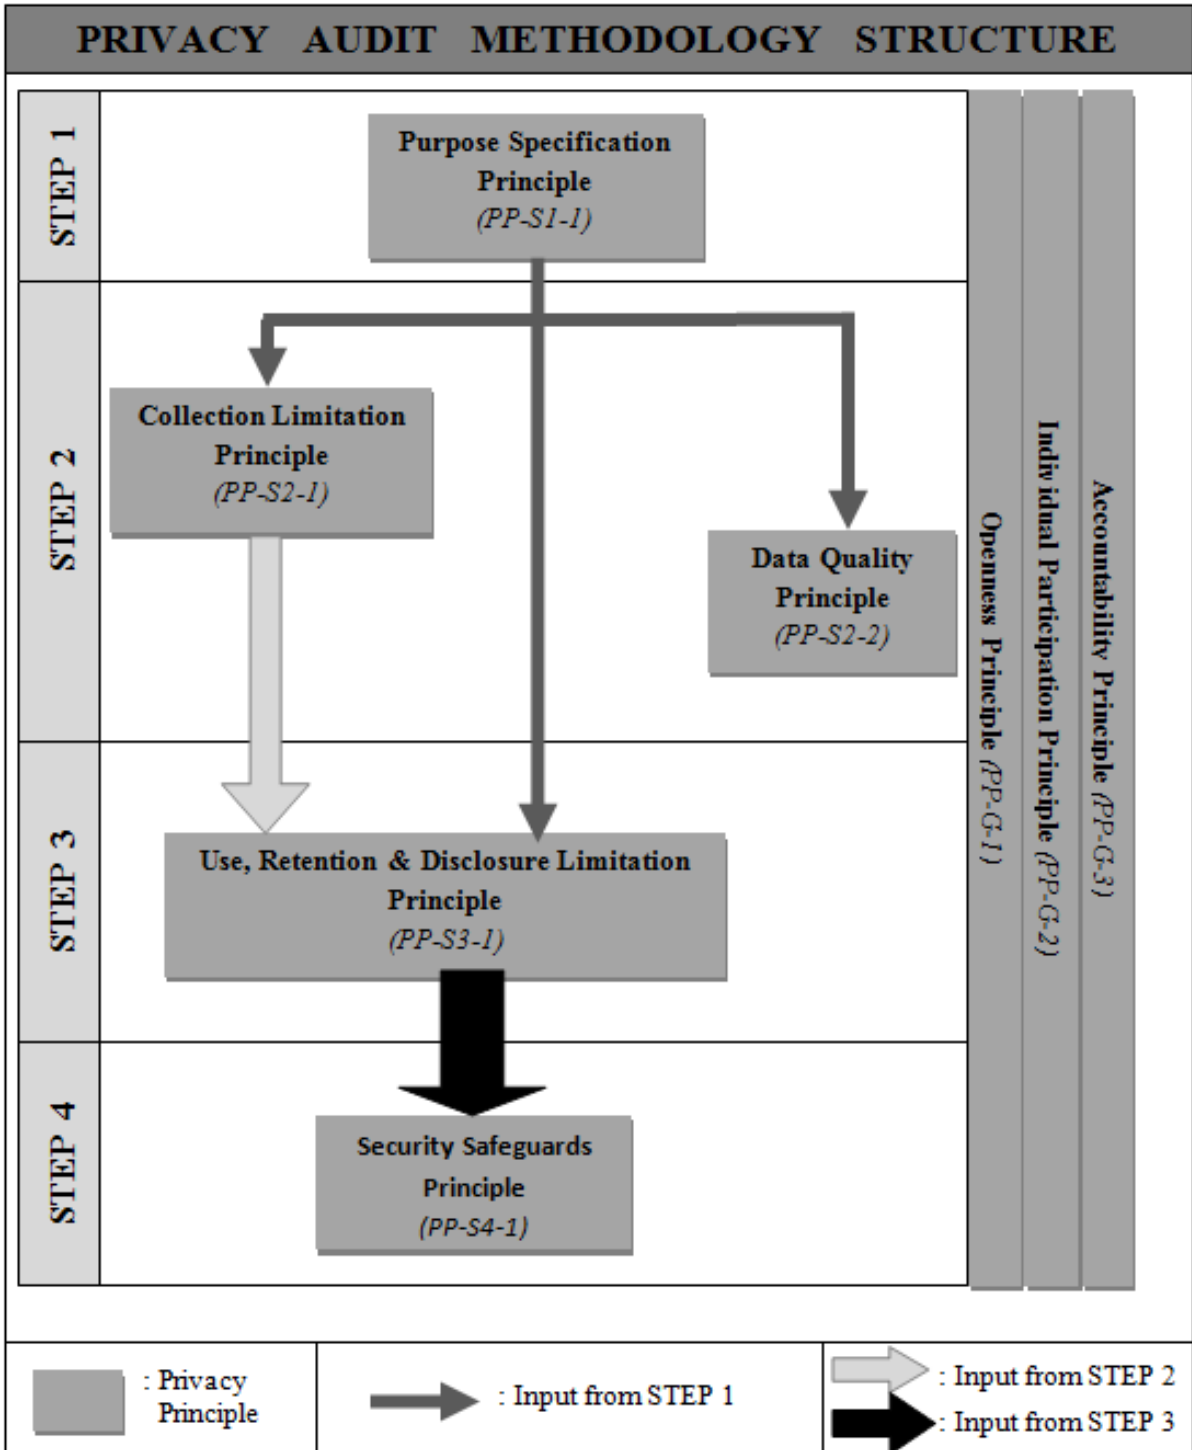 PRIVACY AUDIT METHODOLOGY STRUCTURE
STEP 1
Purpose Specification
Principle
(PP-S1-1)
STEP 2
Collection Limitation
Principle
(PP-S2-1)
Data Quality
Principle
(PP-S2-2)
STEP 3
Use, Retention & Disclosure Limitation
Principle
(PP-S3-1)
STEP 4
Security Safeguards
Principle
(PP-S4-1)
Openness Principle (PP-G-1)
Individual Participation Principle (PP-G-2)
Accountability Principle (PP-G-3)
: Privacy
Principle
: Input from STEP 1
: Input from STEP 2
: Input from STEP 3